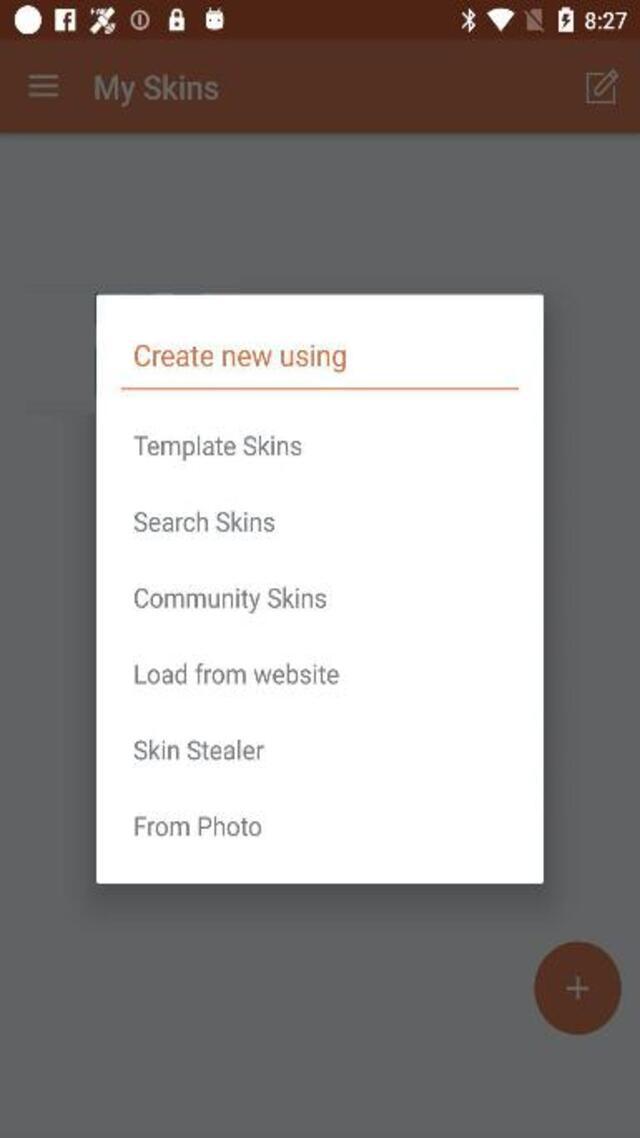 8:27
My Skins
Create new using
Template Skins
Search Skins
Community Skins
Load from website
Skin Stealer
From Photo